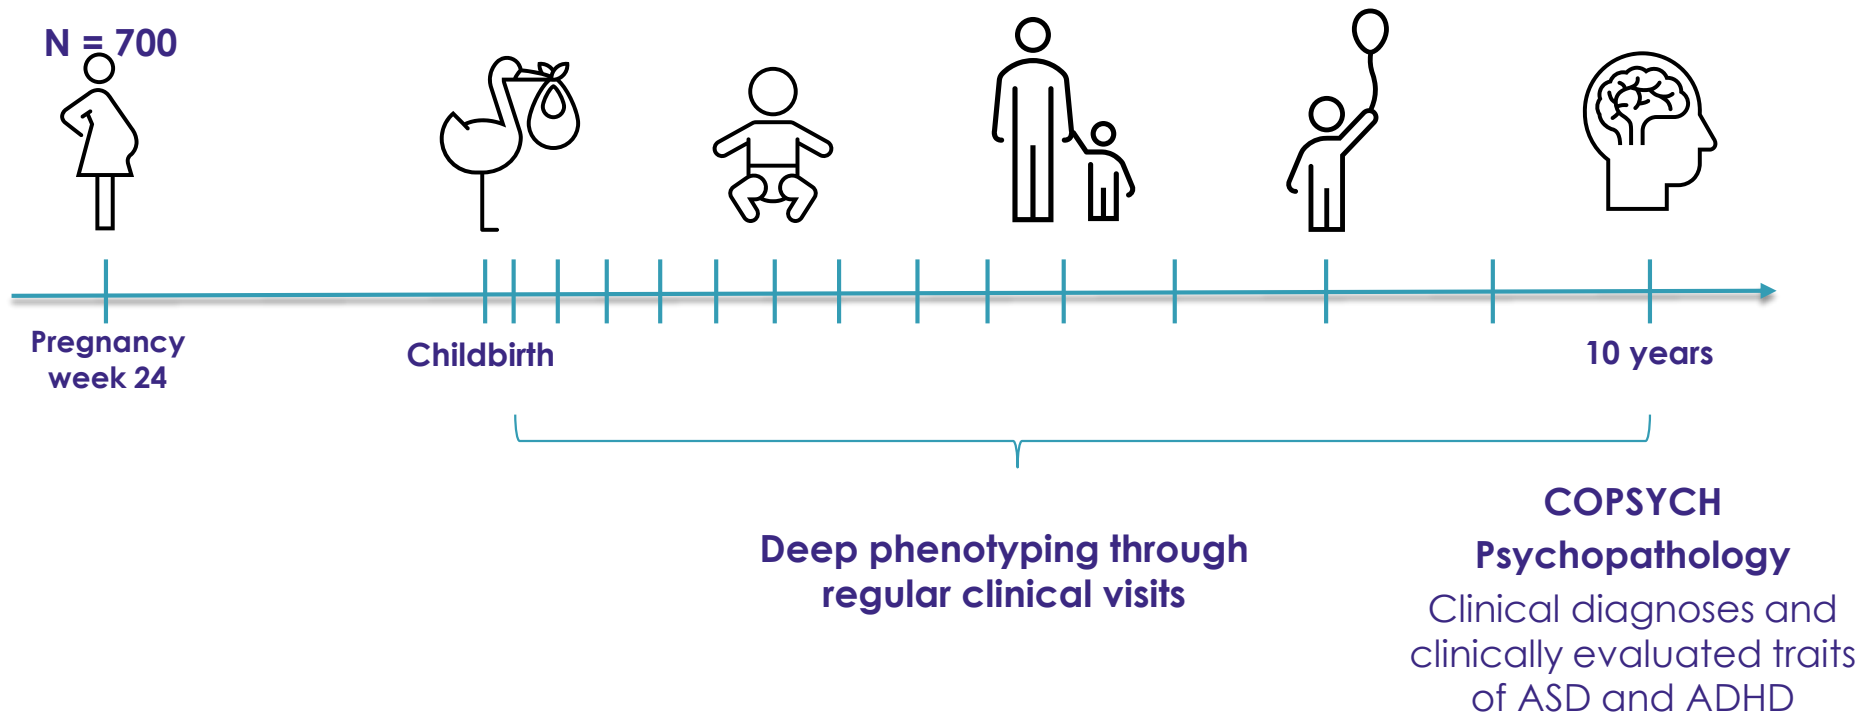 N = 700
Pregnancy
week 24
Childbirth
10 years
Deep phenotyping through
regular clinical visits
COPSYCH
Psychopathology
Clinical diagnoses and
clinically evaluated traits
of ASD and ADHD